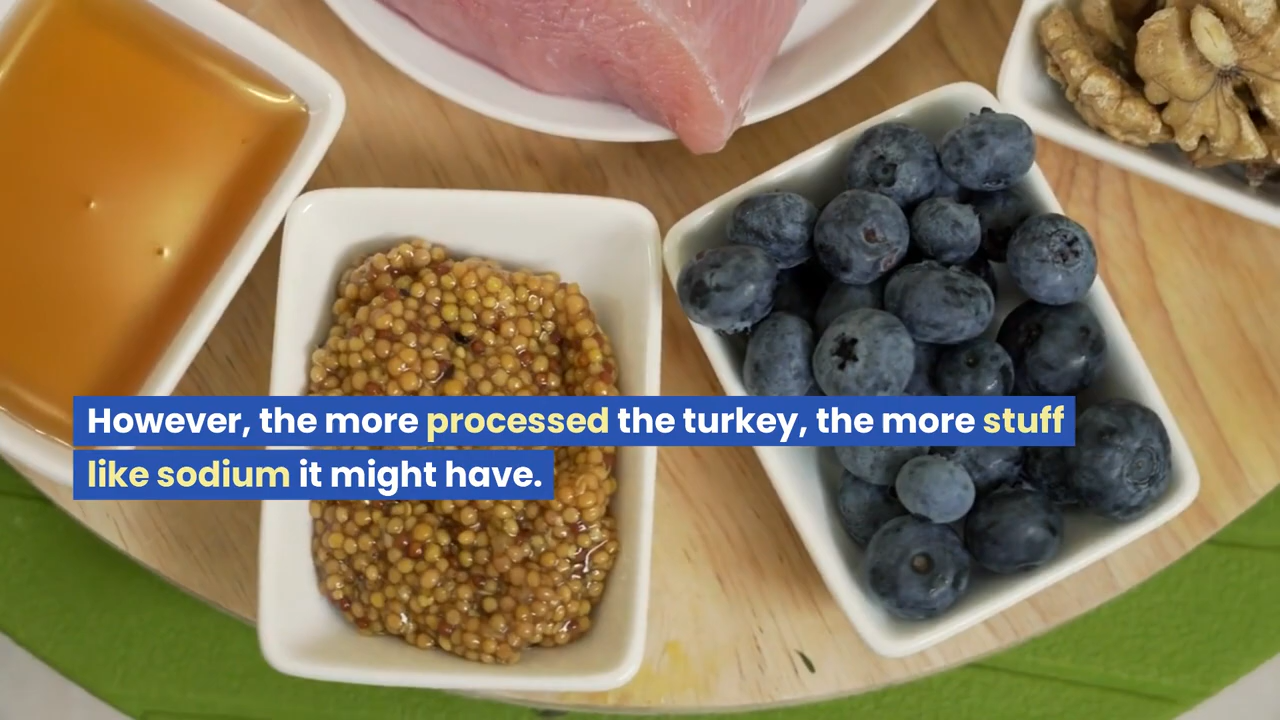 However, the more processed the turkey, the more stuff
like sodium it might have.